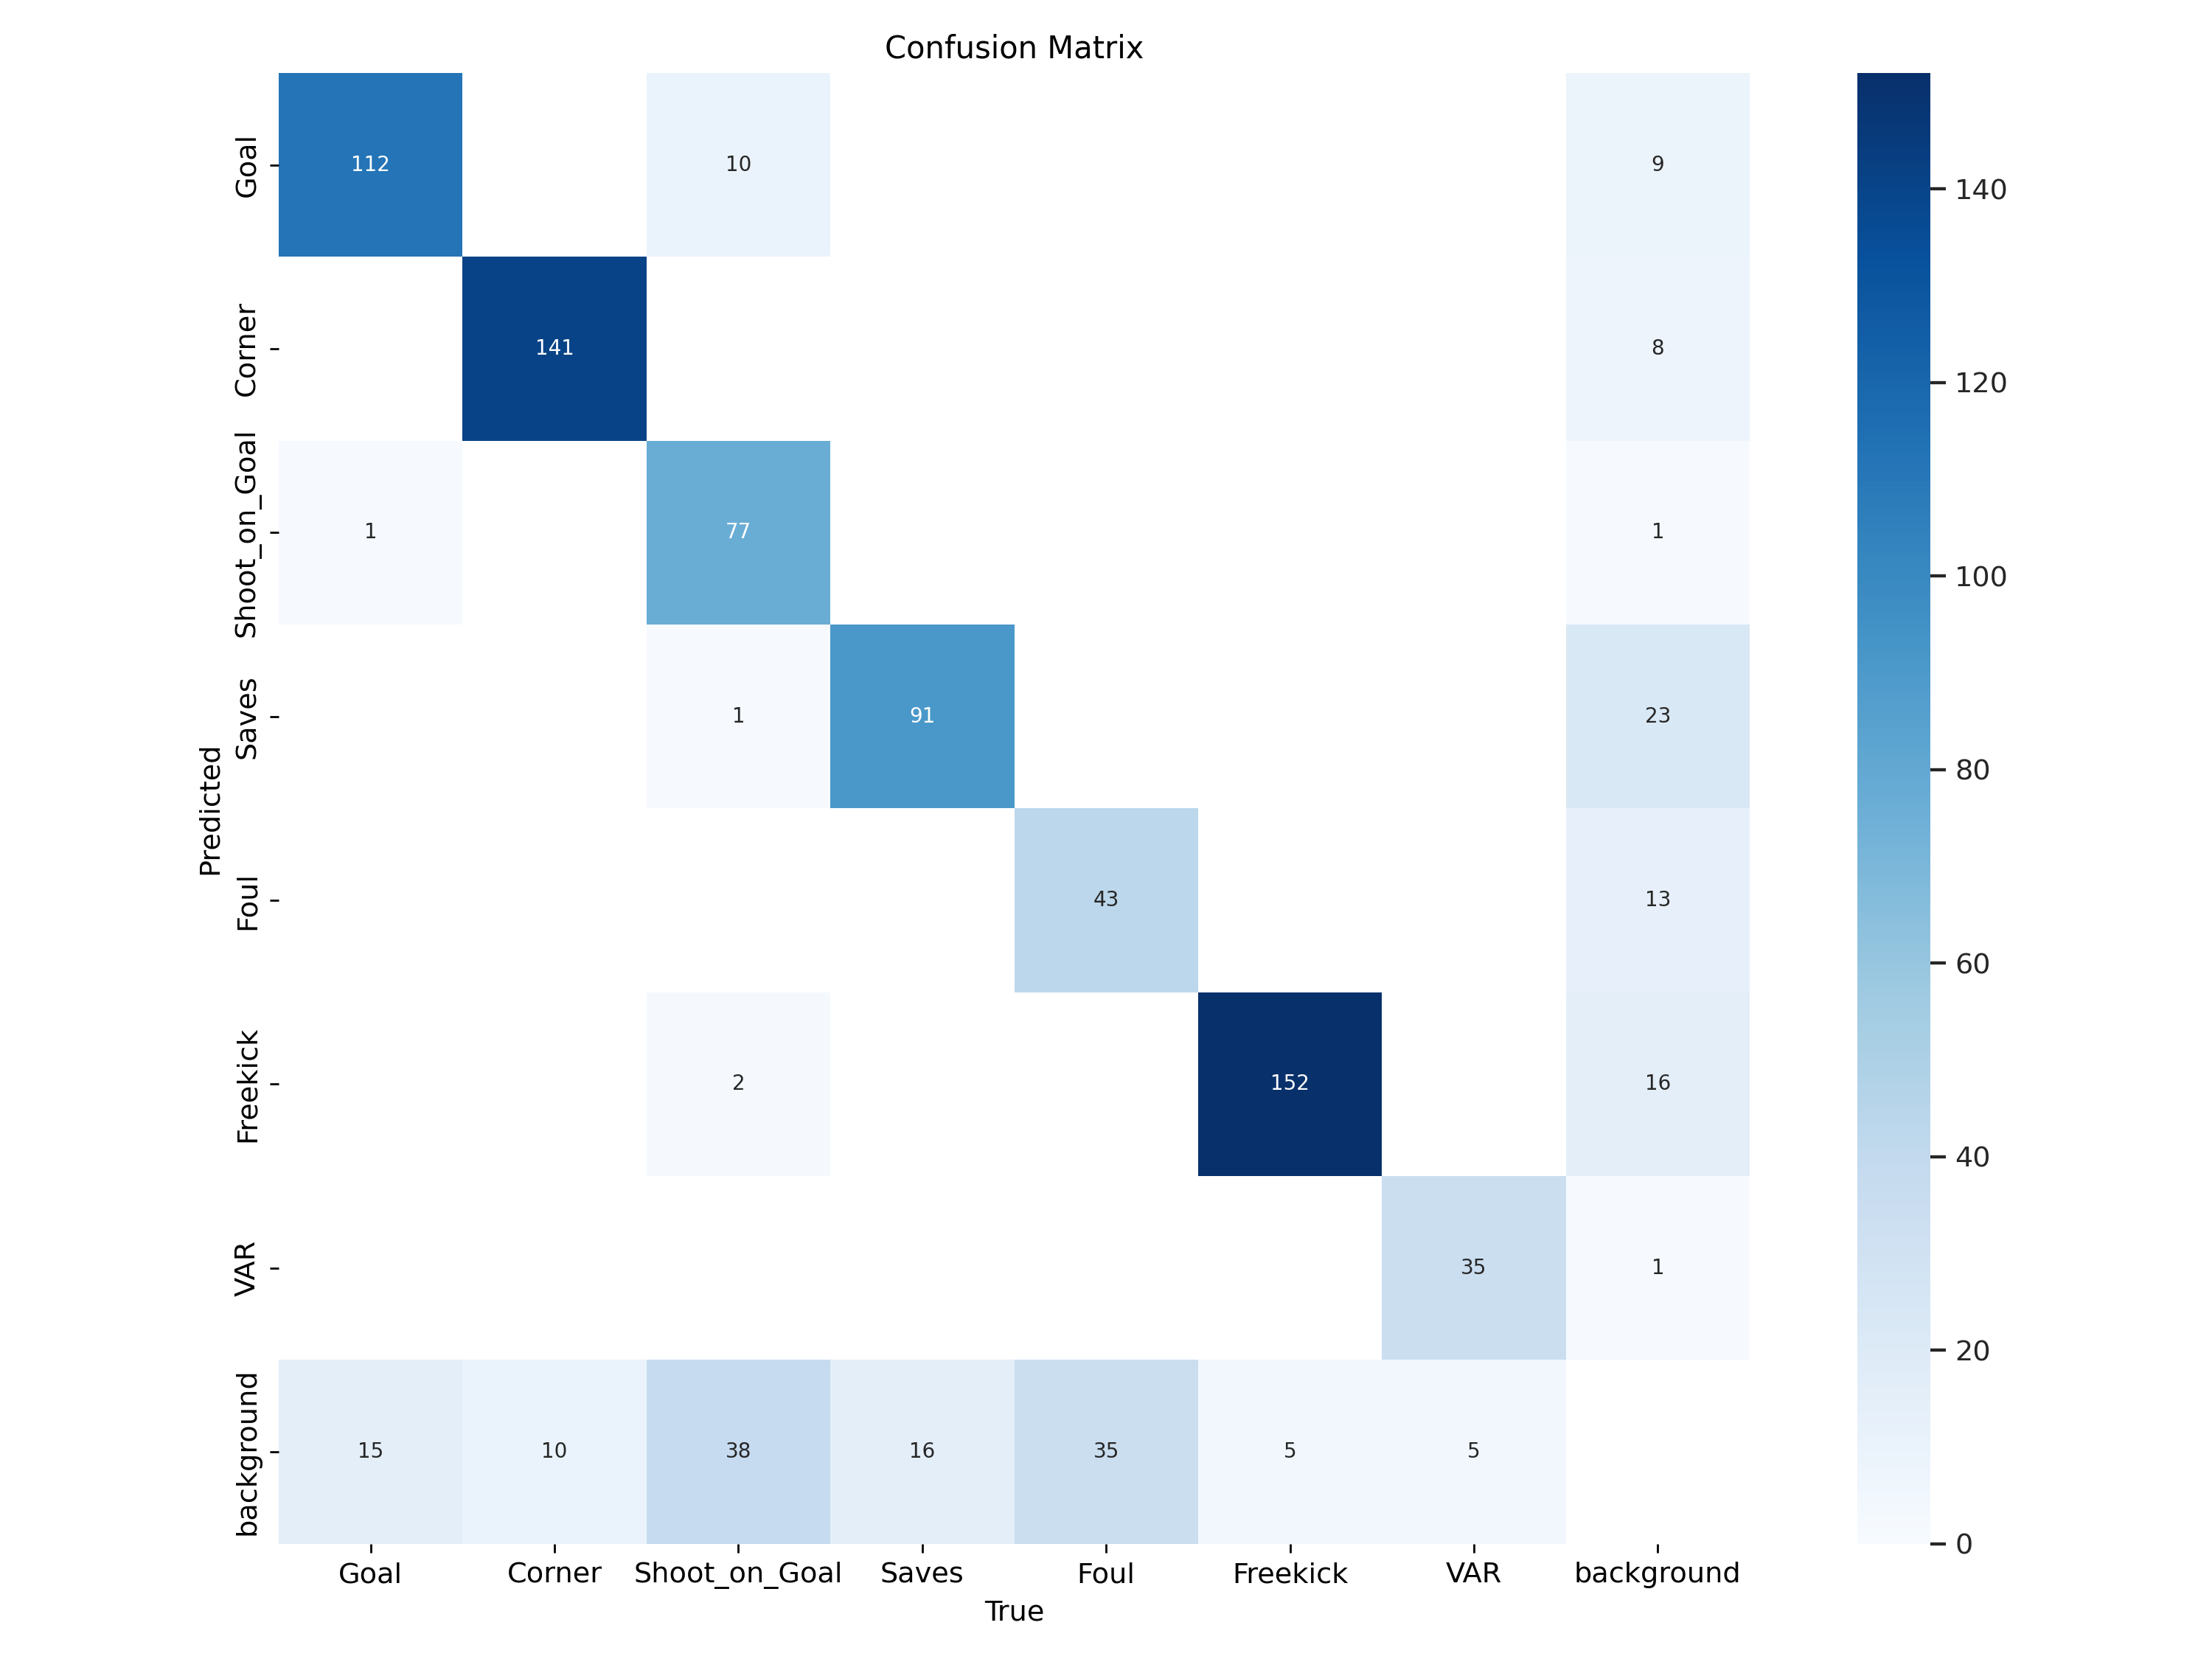 Confusion Matrix
Goal
112
10
9
140
Corner
141
8
120
Shoot_on_Goal
1
77
1
100
Saves
1
91
23
80
Predicted
Foul
43
13
60
Freekick
2
152
16
40
VAR
35
1
20
background
15
10
38
16
35
5
5
0
Goal
Corner
Shoot_on_Goal
Saves
Foul
Freekick
VAR
background
True